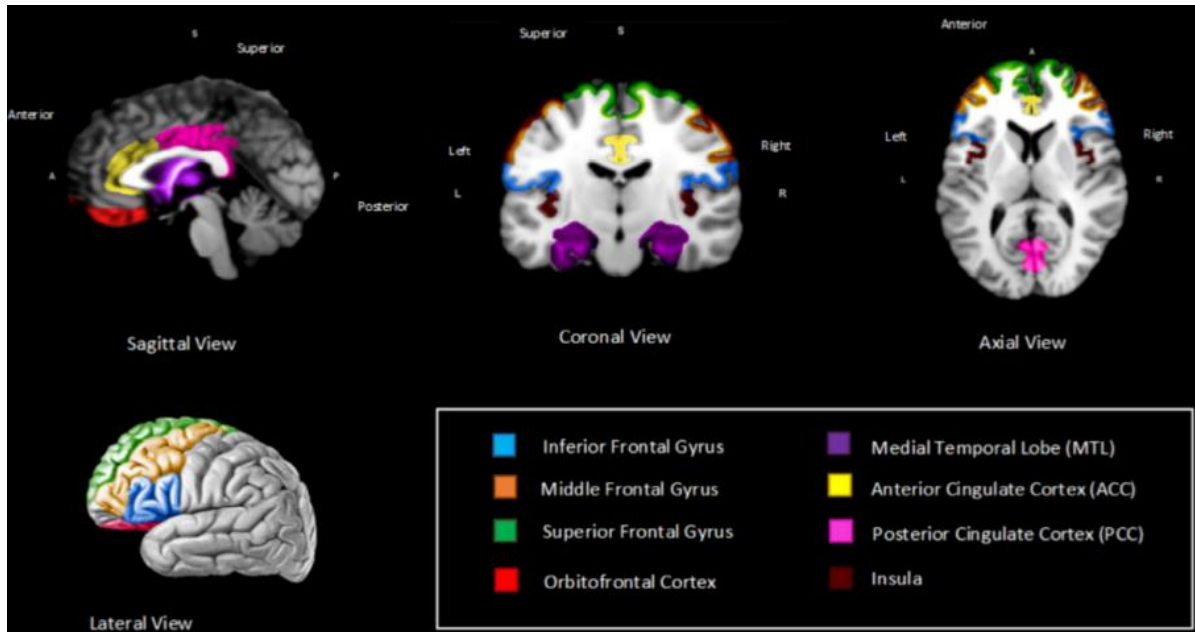 S
Superior
Anterior
A
P
Posterior
Sagittal View
Superior
S
Left
Right
L
R
Coronal View
Anterior
A
Left
Right
L
R
Axial View
Lateral View
Inferior Frontal Gyrus
Middle Frontal Gyrus
Superior Frontal Gyrus
Orbitofrontal Cortex
Medial Temporal Lobe (MTL)
Anterior Cingulate Cortex (ACC)
Posterior Cingulate Cortex (PCC)
Insula